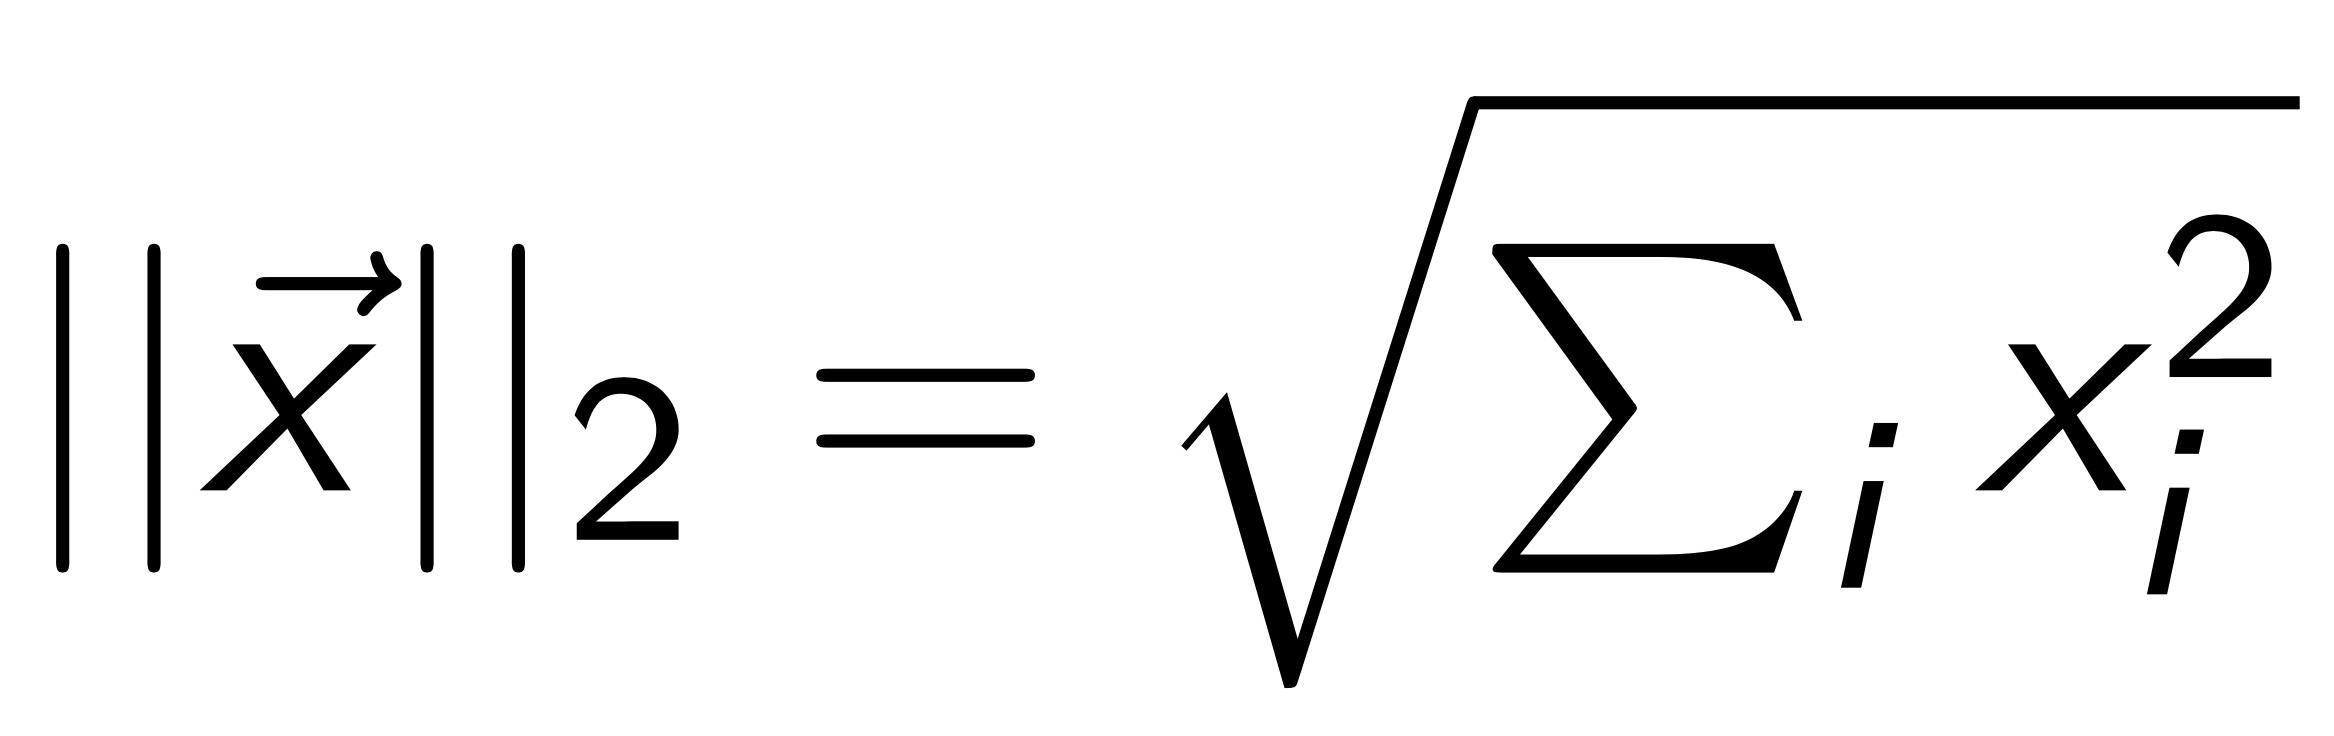 ||x⃗||₂ = √(∑ᵢ xᵢ²)